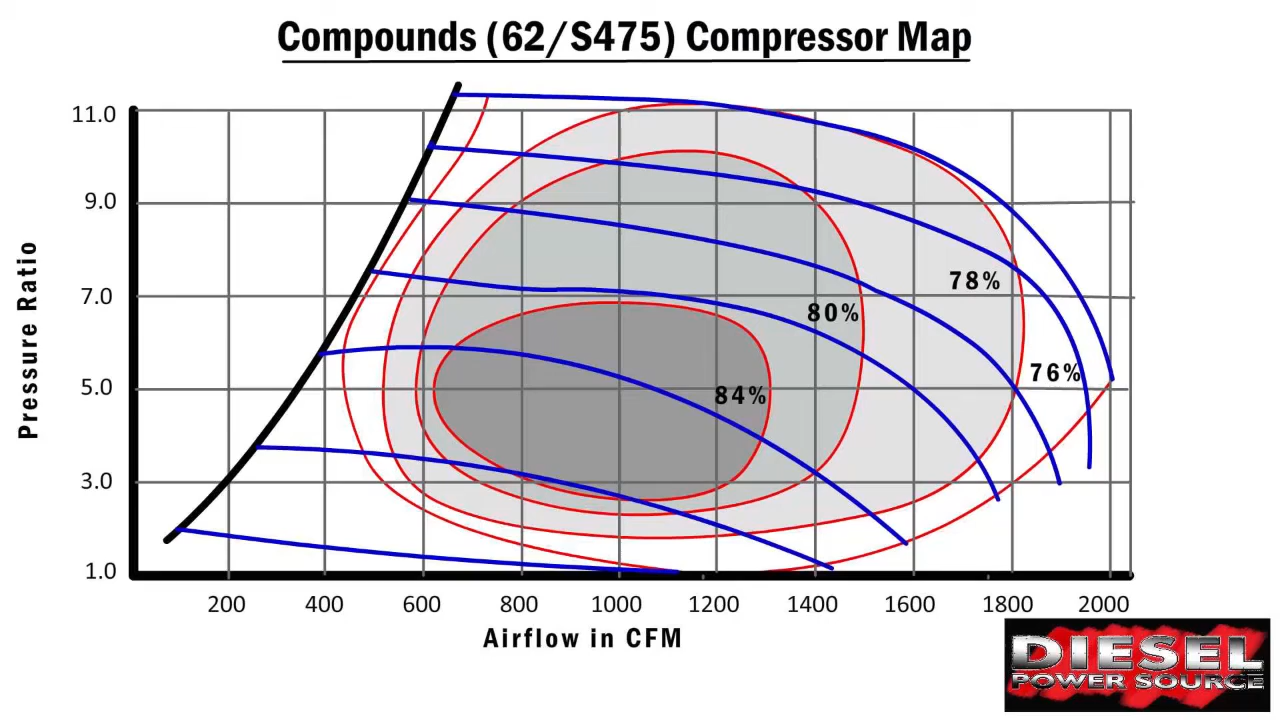 Compounds (62/S475) Compressor Map
11.0
9.0
7.0
5.0
3.0
1.0
Pressure Ratio
78%
80%
76%
84%
200 400 600 800 1000 1200 1400 1600 1800 2000
Airflow in CFM
DIESEL
POWER SOURCE